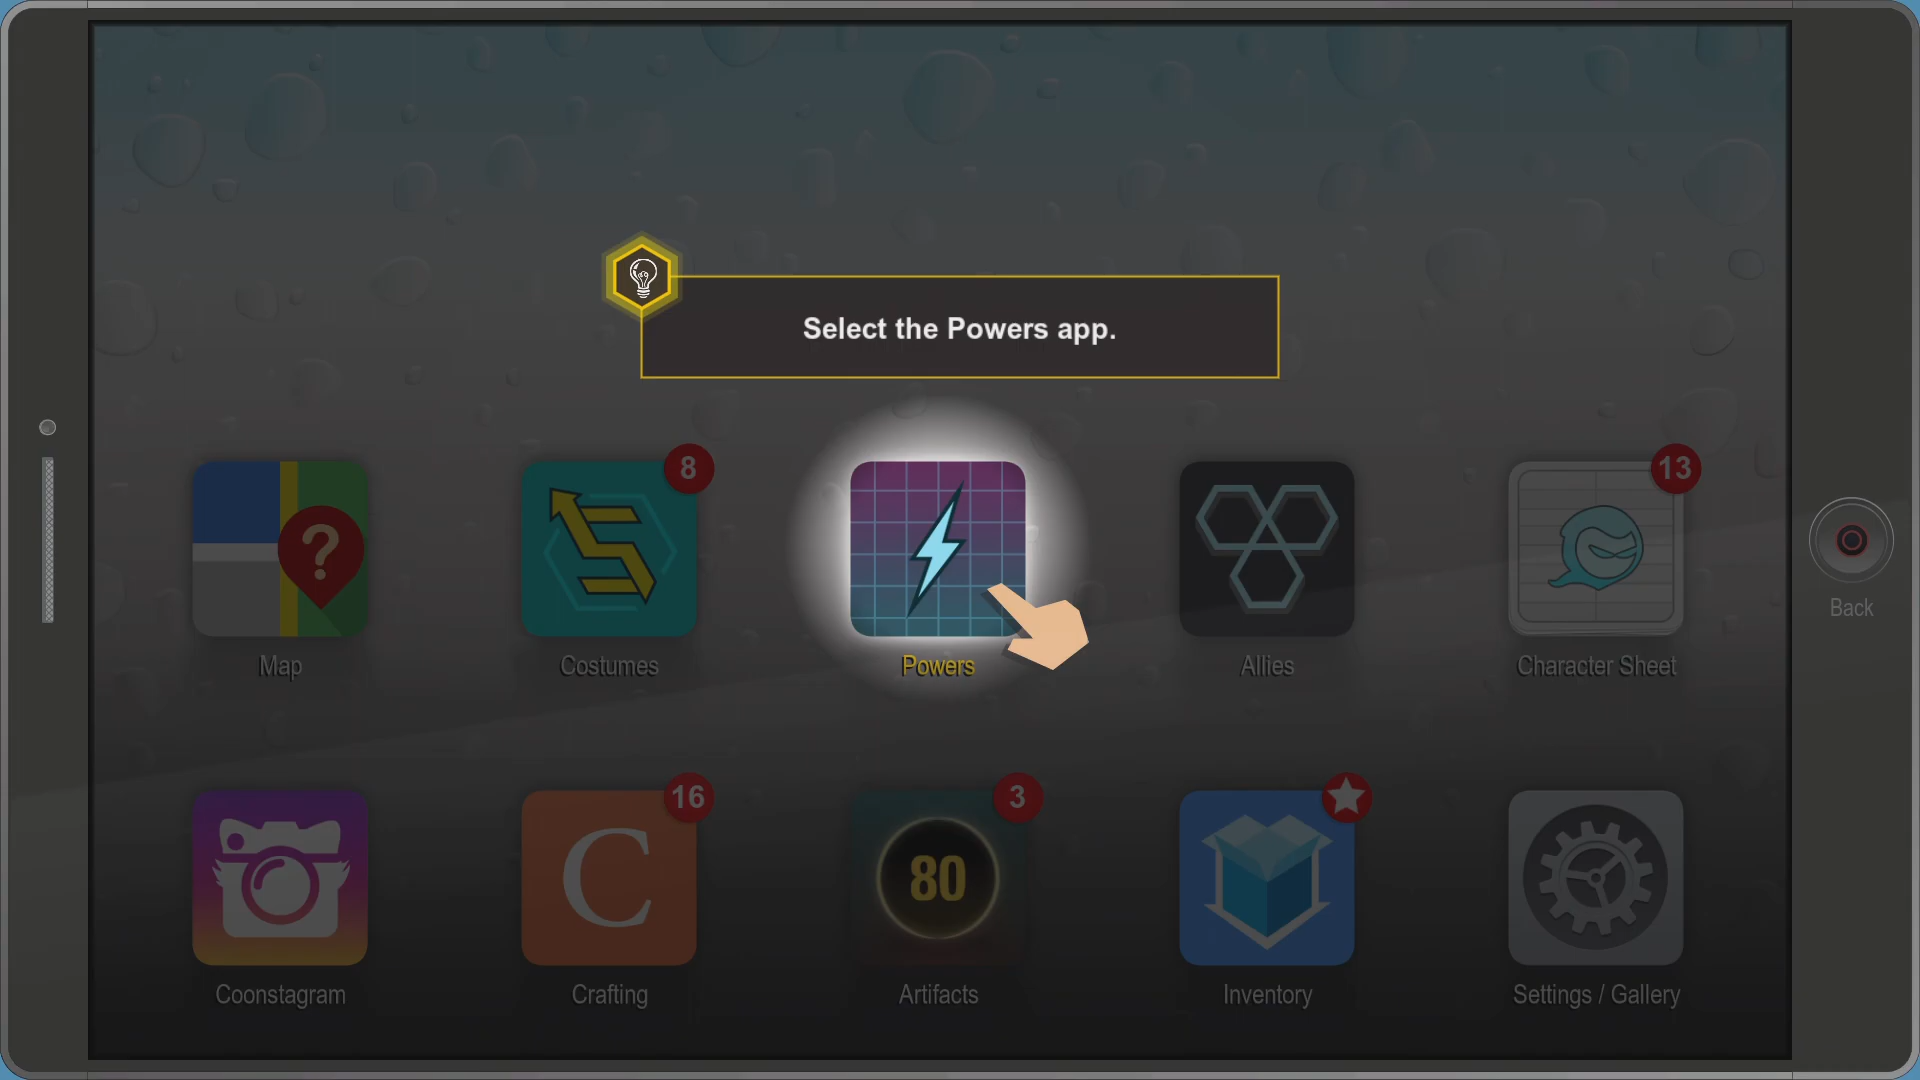 Select the Powers app.
8
13
?
Back
Map
Costumes
Powers
Allies
Character Sheet
16
3
C
80
Coonstagram
Crafting
Artifacts
Inventory
Settings / Gallery